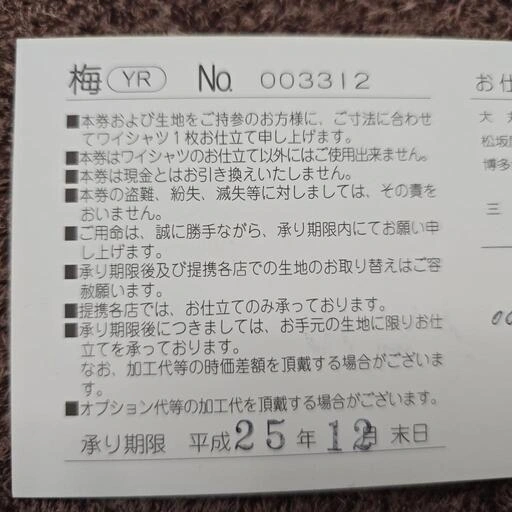 梅 YR No. 003312
■本券および生地をご持参のお方様に、ご寸法に合わせ
てワイシャツ1枚お仕立て申し上げます。
■本券はワイシャツのお仕立て以外にはご使用出来ません。
■本券は現金とはお引き換えいたしません。
■本券の盗難、紛失、滅失等に対しましては、その責を
おいません。
■ご用命は、誠に勝手ながら、承り期限内にてお願い申
し上げます。
■承り期限後及び提携各店での生地のお取り替えはご容
赦願います。
■提携各店では、お仕立てのみ承っております。
■承り期限後につきましては、お手元の生地に限りお仕
立てを承っております。
なお、加工代等の時価差額を頂戴する場合がございま
す。
■オプション代等の加工代を頂戴する場合がございます。
承り期限 平成25年12月末日
お仕
大丸
松坂
博多
三
00